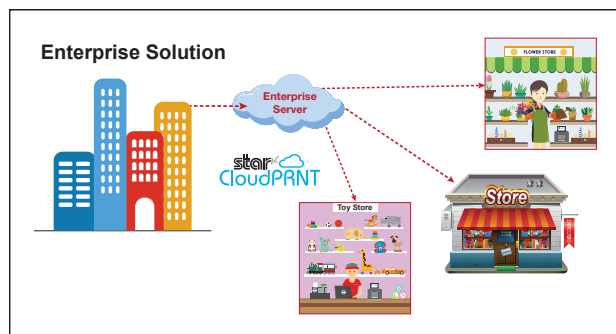 Enterprise Solution
Enterprise
Server
star
CloudPRNT
FLOWER STORE
Toy Store
Store